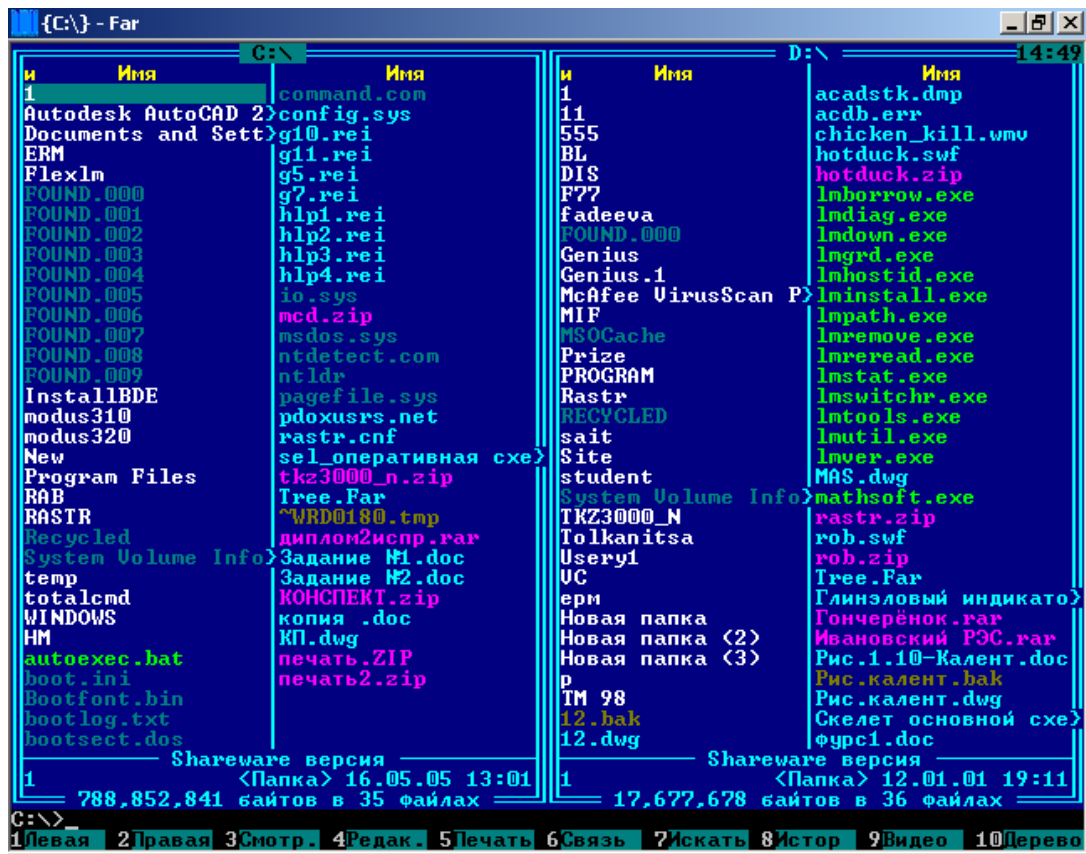 {C:\} - Far
C:\
и Имя Имя
1 command.com
Autodesk AutoCAD 2}config.sys
Documents and Sett}g10.rei
ERM g11.rei
Flexlm g5.rei
FOUND.000 g7.rei
FOUND.001 hlp1.rei
FOUND.002 hlp2.rei
FOUND.003 hlp3.rei
FOUND.004 hlp4.rei
FOUND.005 io.sys
FOUND.006 mcd.zip
FOUND.007 msdos.sys
FOUND.008 ntdetect.com
FOUND.009 ntldr
InstallBDE pagefile.sys
modus310 pdoxusrs.net
modus320 rastr.cnf
New sel_оперативная схе}
Program Files tkz3000_n.zip
RAB Tree.Far
RASTR ~WRD0180.tmp
Recycled диплом2испр.rar
System Volume Info}Задание №1.doc
temp Задание №2.doc
totalcmd КОНСПЕКТ.zip
WINDOWS копия .doc
НМ КП.dwg
autoexec.bat печать.ZIP
boot.ini печать2.zip
Bootfont.bin
bootlog.txt
bootsect.dos
Shareware версия
1 <Папка> 16.05.05 13:01
788,852,841 байтов в 35 файлах
D:\ 14:49
и Имя Имя
1 acadstk.dmp
11 acdb.err
555 chicken_kill.wmv
BL hotduck.swf
DIS hotduck.zip
F77 lmborrow.exe
fadeeva lmdiag.exe
FOUND.000 lmdown.exe
Genius lmgrd.exe
Genius.1 lmhostid.exe
McAfee VirusScan P}lminstall.exe
MIF lmpath.exe
MSOCache lmremove.exe
Prize lmreread.exe
PROGRAM lmstat.exe
Rastr lmswitchr.exe
RECYCLED lmtools.exe
sait lmutil.exe
Site lmver.exe
student MAS.dwg
System Volume Info}mathsoft.exe
TKZ3000_N rastr.zip
Tolkanitsa rob.swf
Usery1 rob.zip
VC Tree.Far
ерм Глинэловый индикато}
Новая папка Гончерёнок.rar
Новая папка (2) Ивановский РЭС.rar
Новая папка (3) Рис.1.10-Калент.doc
р Рис.калент.bak
ТМ 98 Рис.калент.dwg
12.bak Скелет основной схе}
12.dwg фурс1.doc
Shareware версия
1 <Папка> 12.01.01 19:11
17,677,678 байтов в 36 файлах
C:\>_
1Левая 2Правая 3Смотр. 4Редак. 5Печать 6Связь 7Искать 8Истор 9Видео 10Дерево